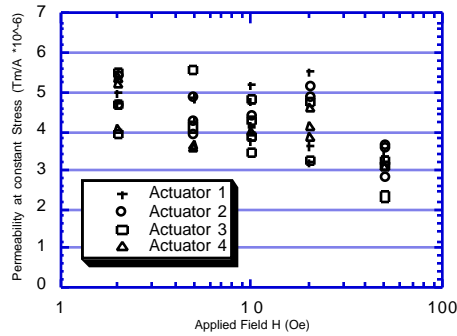 Permeability at constant Stress (Tm/A *10^-6)
7
6
5
4
3
2
1
0
Actuator 1
Actuator 2
Actuator 3
Actuator 4
1 10 100
Applied Field H (Oe)